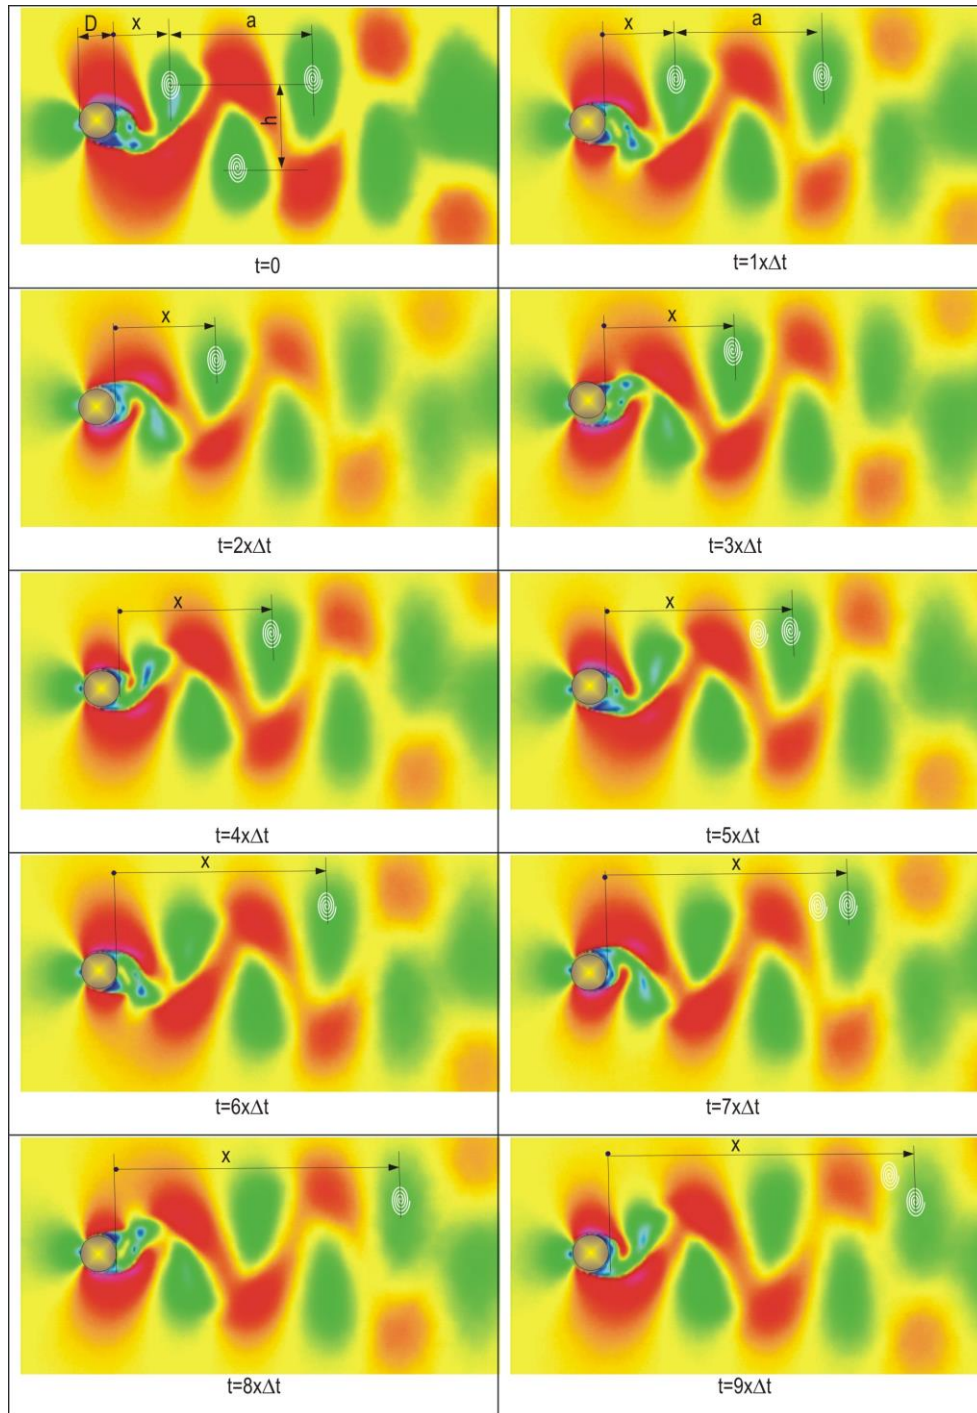 D x a
h
t=0
x a
t=1xΔt
x
t=2xΔt
x
t=3xΔt
x
t=4xΔt
x
t=5xΔt
x
t=6xΔt
x
t=7xΔt
x
t=8xΔt
x
t=9xΔt